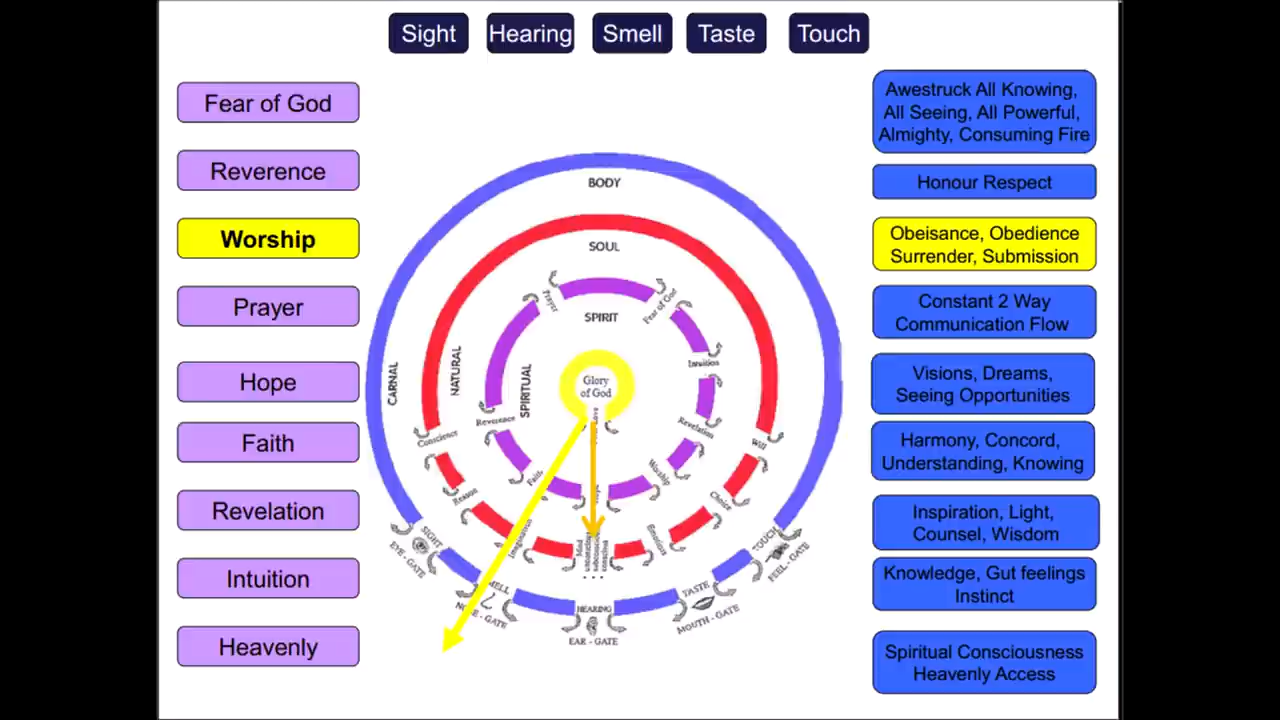 Sight
Hearing
Smell
Taste
Touch
Fear of God
Reverence
Worship
Prayer
Hope
Faith
Revelation
Intuition
Heavenly
BODY
SOUL
SPIRIT
CARNAL
NATURAL
SPIRITUAL
Glory
of God
Prayer
Fear of God
Intuition
Revelation
Worship
Faith
Reverence
Conscience
Reason
Imagination
Mind
Emotions
Choice
Will
SIGHT
EYE - GATE
HEARING
EAR - GATE
TASTE
MOUTH - GATE
TOUCH
FEEL - GATE
Awestruck All Knowing,
All Seeing, All Powerful,
Almighty, Consuming Fire
Honour Respect
Obeisance, Obedience
Surrender, Submission
Constant 2 Way
Communication Flow
Visions, Dreams,
Seeing Opportunities
Harmony, Concord,
Understanding, Knowing
Inspiration, Light,
Counsel, Wisdom
Knowledge, Gut feelings
Instinct
Spiritual Consciousness
Heavenly Access